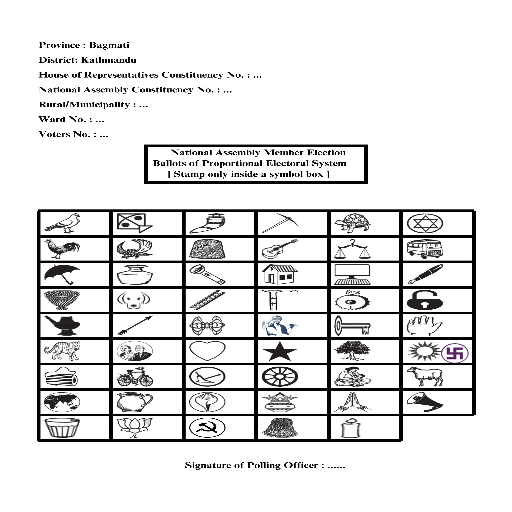 Province : Bagmati
District: Kathmandu
House of Representatives Constituency No. : ...
National Assembly Constituency No. : ...
Rural/Municipality : ...
Ward No. : ...
Voters No. : ...
National Assembly Member Election
Ballots of Proportional Electoral System
[ Stamp only inside a symbol box ]
Signature of Polling Officer : ......